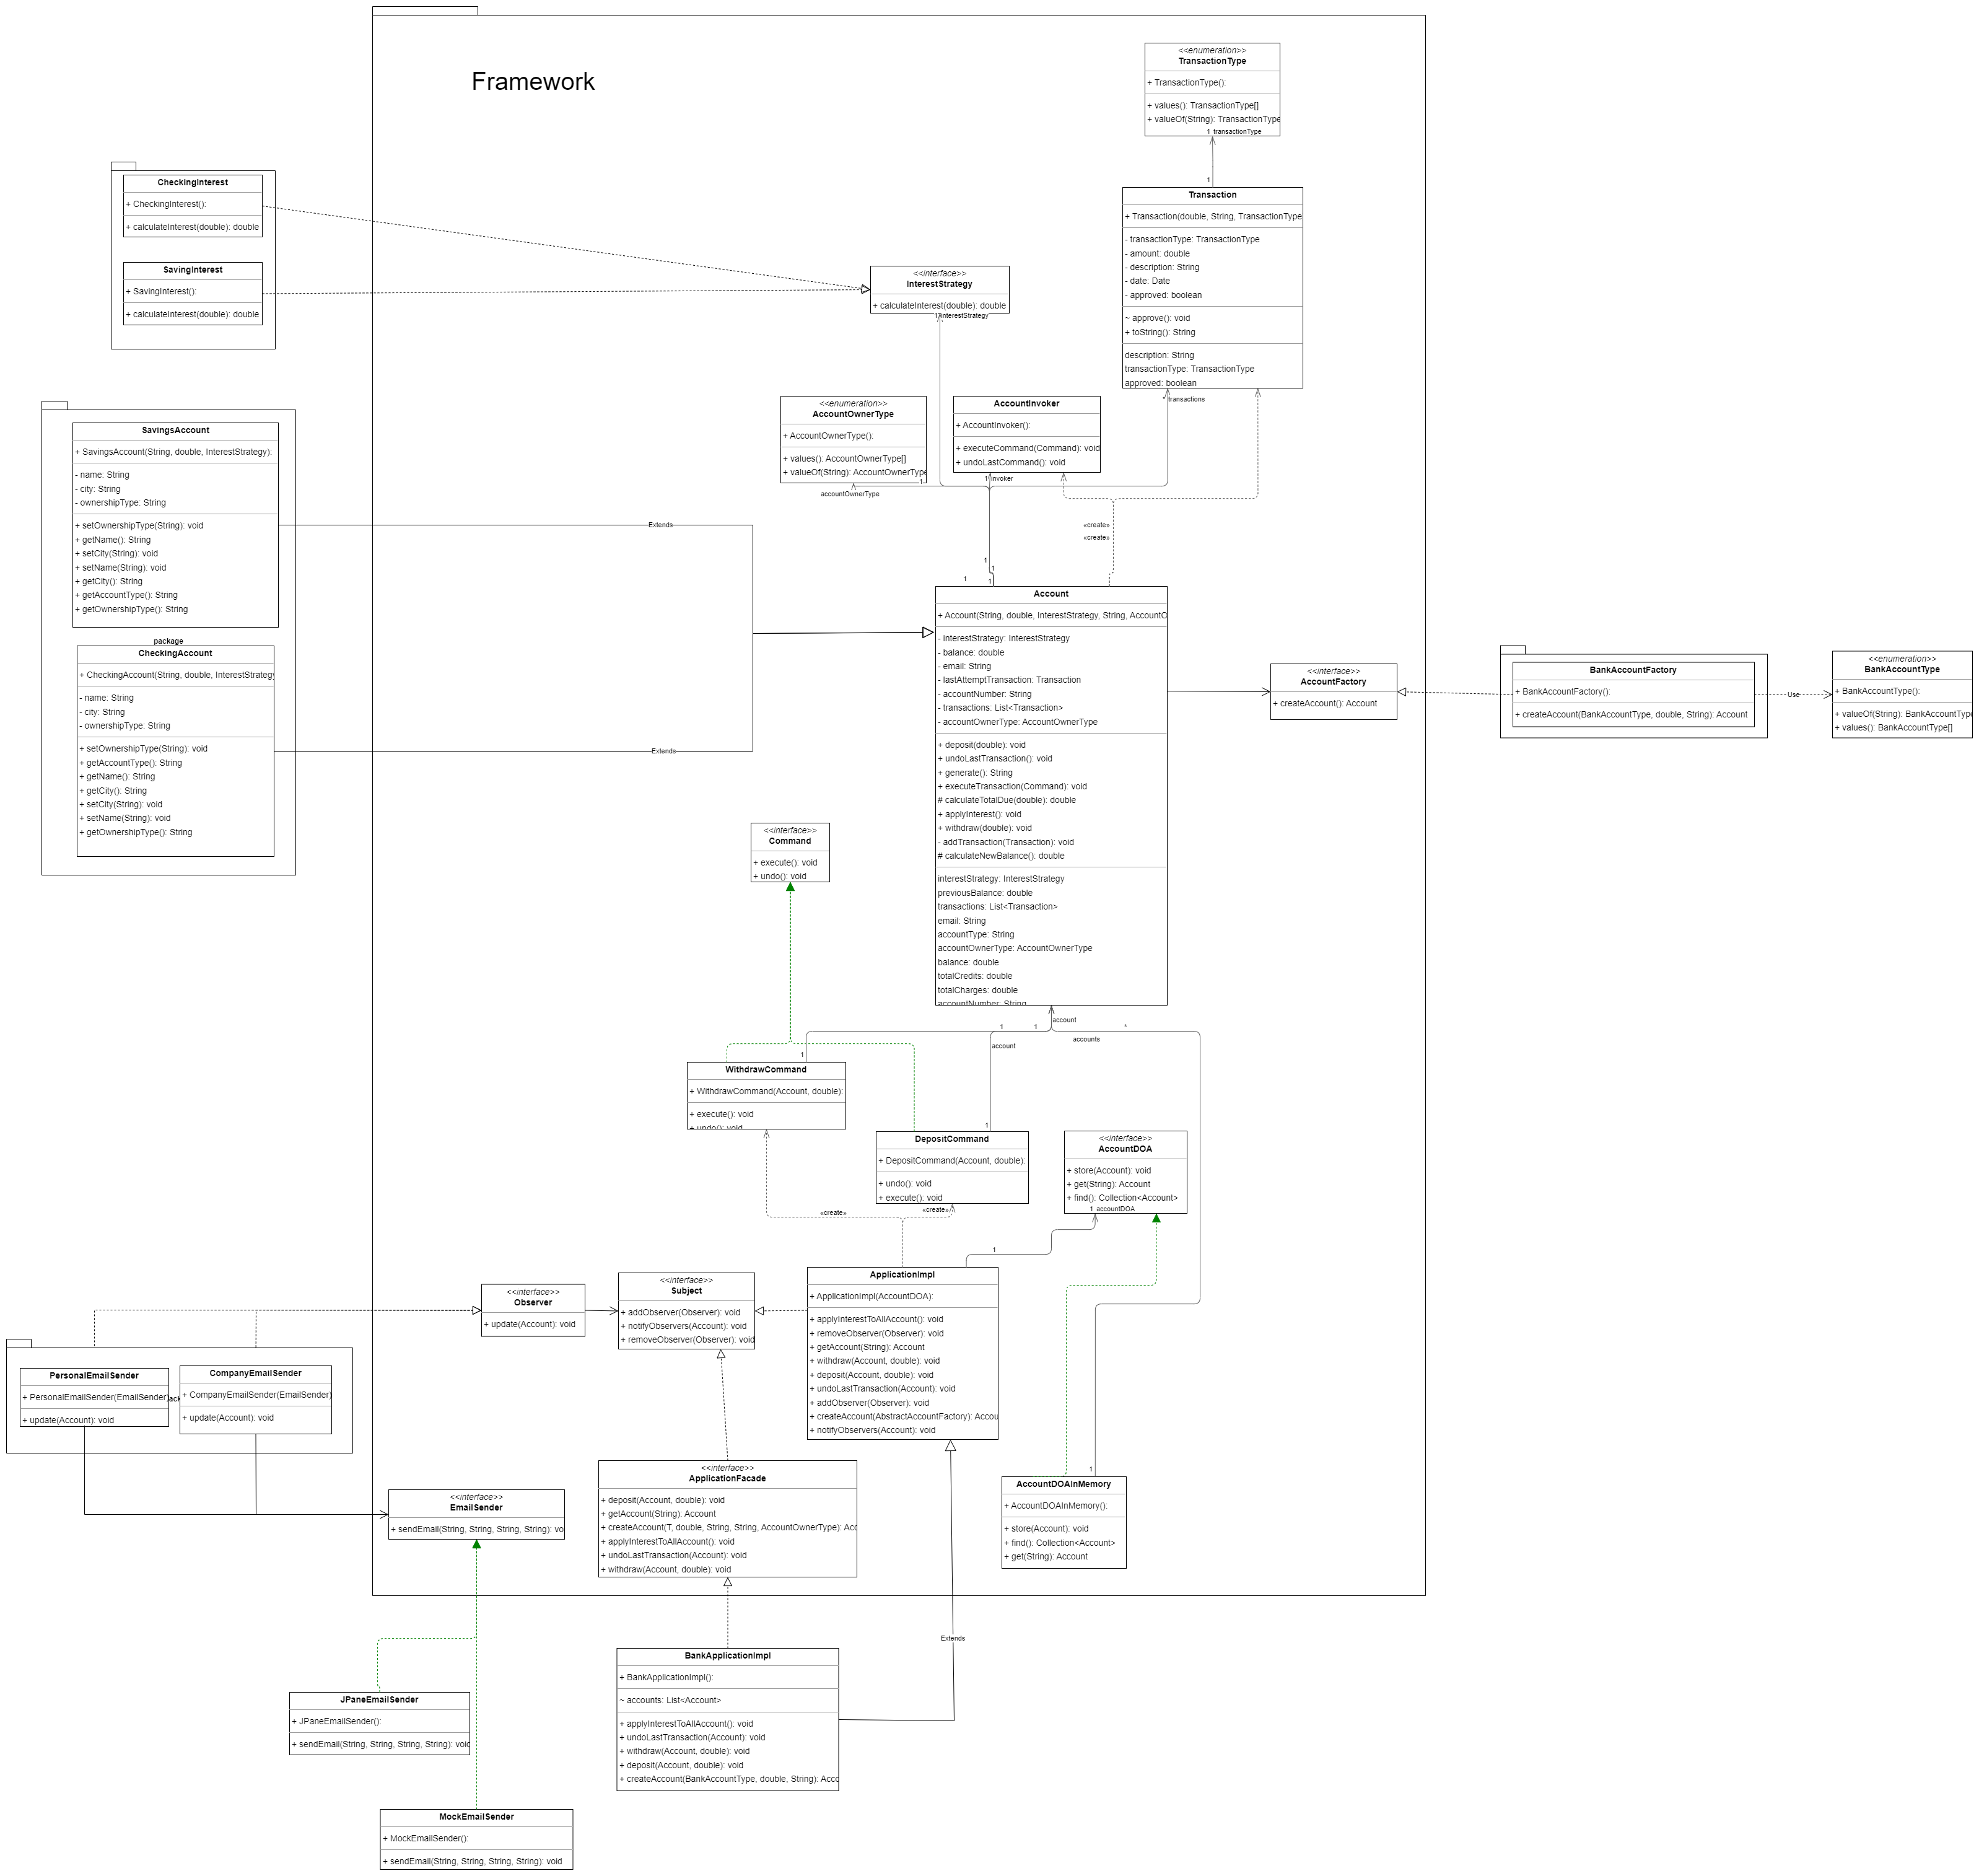 Framework
<<enumeration>>
TransactionType
+ TransactionType():
+ values(): TransactionType[]
+ valueOf(String): TransactionType
1 transactionType
1
Transaction
+ Transaction(double, String, TransactionType
- transactionType: TransactionType
- amount: double
- description: String
- date: Date
- approved: boolean
~ approve(): void
+ toString(): String
description: String
transactionType: TransactionType
approved: boolean
transactions
CheckingInterest
+ CheckingInterest():
+ calculateInterest(double): double
SavingInterest
+ SavingInterest():
+ calculateInterest(double): double
<<interface>>
InterestStrategy
+ calculateInterest(double): double
interestStrategy
<<enumeration>>
AccountOwnerType
+ AccountOwnerType():
+ values(): AccountOwnerType[]
+ valueOf(String): AccountOwnerType
1
accountOwnerType
AccountInvoker
+ AccountInvoker():
+ executeCommand(Command): void
+ undoLastCommand(): void
1 invoker
«create»
«create»
SavingsAccount
+ SavingsAccount(String, double, InterestStrategy):
- name: String
- city: String
- ownershipType: String
+ setOwnershipType(String): void
+ getName(): String
+ setCity(String): void
+ setName(String): void
+ getCity(): String
+ getAccountType(): String
+ getOwnershipType(): String
Extends
package
CheckingAccount
+ CheckingAccount(String, double, InterestStrategy
- name: String
- city: String
- ownershipType: String
+ setOwnershipType(String): void
+ getAccountType(): String
+ getName(): String
+ getCity(): String
+ setCity(String): void
+ setName(String): void
+ getOwnershipType(): String
Extends
1
1
1
1
Account
+ Account(String, double, InterestStrategy, String, AccountO
- interestStrategy: InterestStrategy
- balance: double
- email: String
- lastAttemptTransaction: Transaction
- accountNumber: String
- transactions: List<Transaction>
- accountOwnerType: AccountOwnerType
+ deposit(double): void
+ undoLastTransaction(): void
+ generate(): String
+ executeTransaction(Command): void
# calculateTotalDue(double): double
+ applyInterest(): void
+ withdraw(double): void
- addTransaction(Transaction): void
# calculateNewBalance(): double
interestStrategy: InterestStrategy
previousBalance: double
transactions: List<Transaction>
email: String
accountType: String
accountOwnerType: AccountOwnerType
balance: double
totalCredits: double
totalCharges: double
accountNumber: String
<<interface>>
AccountFactory
+ createAccount(): Account
BankAccountFactory
+ BankAccountFactory():
+ createAccount(BankAccountType, double, String): Account
Use
<<enumeration>>
BankAccountType
+ BankAccountType():
+ valueOf(String): BankAccountType
+ values(): BankAccountType[]
<<interface>>
Command
+ execute(): void
+ undo(): void
account
1
1
*
accounts
account
1
WithdrawCommand
+ WithdrawCommand(Account, double):
+ execute(): void
+ undo(): void
1
DepositCommand
+ DepositCommand(Account, double):
+ undo(): void
+ execute(): void
«create»
«create»
<<interface>>
AccountDOA
+ store(Account): void
+ get(String): Account
+ find(): Collection<Account>
1 accountDOA
1
<<interface>>
Observer
+ update(Account): void
<<interface>>
Subject
+ addObserver(Observer): void
+ notifyObservers(Account): void
+ removeObserver(Observer): void
ApplicationImpl
+ ApplicationImpl(AccountDOA):
+ applyInterestToAllAccount(): void
+ removeObserver(Observer): void
+ getAccount(String): Account
+ withdraw(Account, double): void
+ deposit(Account, double): void
+ undoLastTransaction(Account): void
+ addObserver(Observer): void
+ createAccount(AbstractAccountFactory): Accou
+ notifyObservers(Account): void
PersonalEmailSender
+ PersonalEmailSender(EmailSender)
+ update(Account): void
CompanyEmailSender
+ CompanyEmailSender(EmailSender)
+ update(Account): void
<<interface>>
EmailSender
+ sendEmail(String, String, String, String): vo
<<interface>>
ApplicationFacade
+ deposit(Account, double): void
+ getAccount(String): Account
+ createAccount(T, double, String, String, AccountOwnerType): Acc
+ applyInterestToAllAccount(): void
+ undoLastTransaction(Account): void
+ withdraw(Account, double): void
1
AccountDOAInMemory
+ AccountDOAInMemory():
+ store(Account): void
+ find(): Collection<Account>
+ get(String): Account
Extends
BankApplicationImpl
+ BankApplicationImpl():
~ accounts: List<Account>
+ applyInterestToAllAccount(): void
+ undoLastTransaction(Account): void
+ withdraw(Account, double): void
+ deposit(Account, double): void
+ createAccount(BankAccountType, double, String): Acco
JPaneEmailSender
+ JPaneEmailSender():
+ sendEmail(String, String, String, String): void
MockEmailSender
+ MockEmailSender():
+ sendEmail(String, String, String, String): void